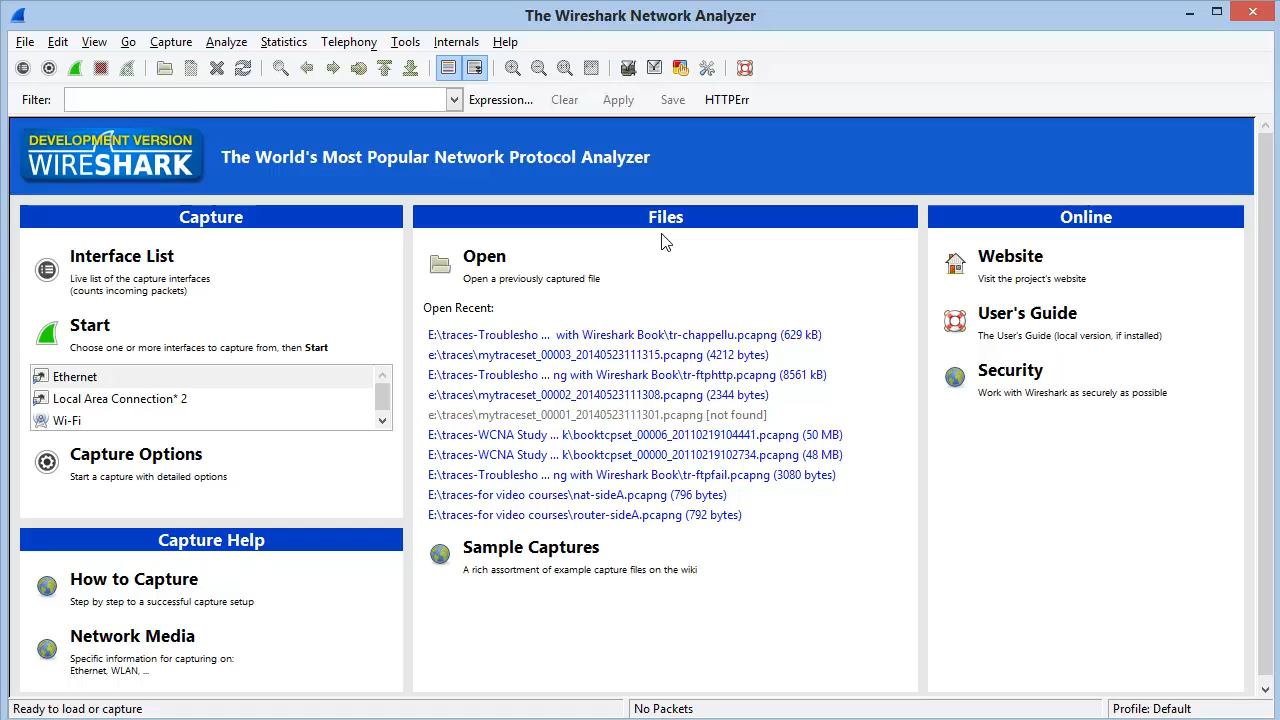 The Wireshark Network Analyzer
File Edit View Go Capture Analyze Statistics Telephony Tools Internals Help
Filter: Expression... Clear Apply Save HTTPErr
DEVELOPMENT VERSION
WIRESHARK
The World's Most Popular Network Protocol Analyzer
Capture
Interface List
Live list of the capture interfaces
(counts incoming packets)
Start
Choose one or more interfaces to capture from, then Start
Ethernet
Local Area Connection* 2
Wi-Fi
Capture Options
Start a capture with detailed options
Capture Help
How to Capture
Step by step to a successful capture setup
Network Media
Specific information for capturing on:
Ethernet, WLAN, ...
Files
Open
Open a previously captured file
Open Recent:
E:\traces-Troublesho ... with Wireshark Book\tr-chappellu.pcapng (629 kB)
e:\traces\mytraceset_00003_20140523111315.pcapng (4212 bytes)
E:\traces-Troublesho ... ng with Wireshark Book\tr-ftphttp.pcapng (8561 kB)
e:\traces\mytraceset_00002_20140523111308.pcapng (2344 bytes)
e:\traces\mytraceset_00001_20140523111301.pcapng [not found]
E:\traces-WCNA Study ... k\booktcpset_00006_20110219104441.pcapng (50 MB)
E:\traces-WCNA Study ... k\booktcpset_00000_20110219102734.pcapng (48 MB)
E:\traces-Troublesho ... ng with Wireshark Book\tr-ftpfail.pcapng (3080 bytes)
E:\traces-for video courses\nat-sideA.pcapng (796 bytes)
E:\traces-for video courses\router-sideA.pcapng (792 bytes)
Sample Captures
A rich assortment of example capture files on the wiki
Online
Website
Visit the project's website
User's Guide
The User's Guide (local version, if installed)
Security
Work with Wireshark as securely as possible
Ready to load or capture
No Packets
Profile: Default